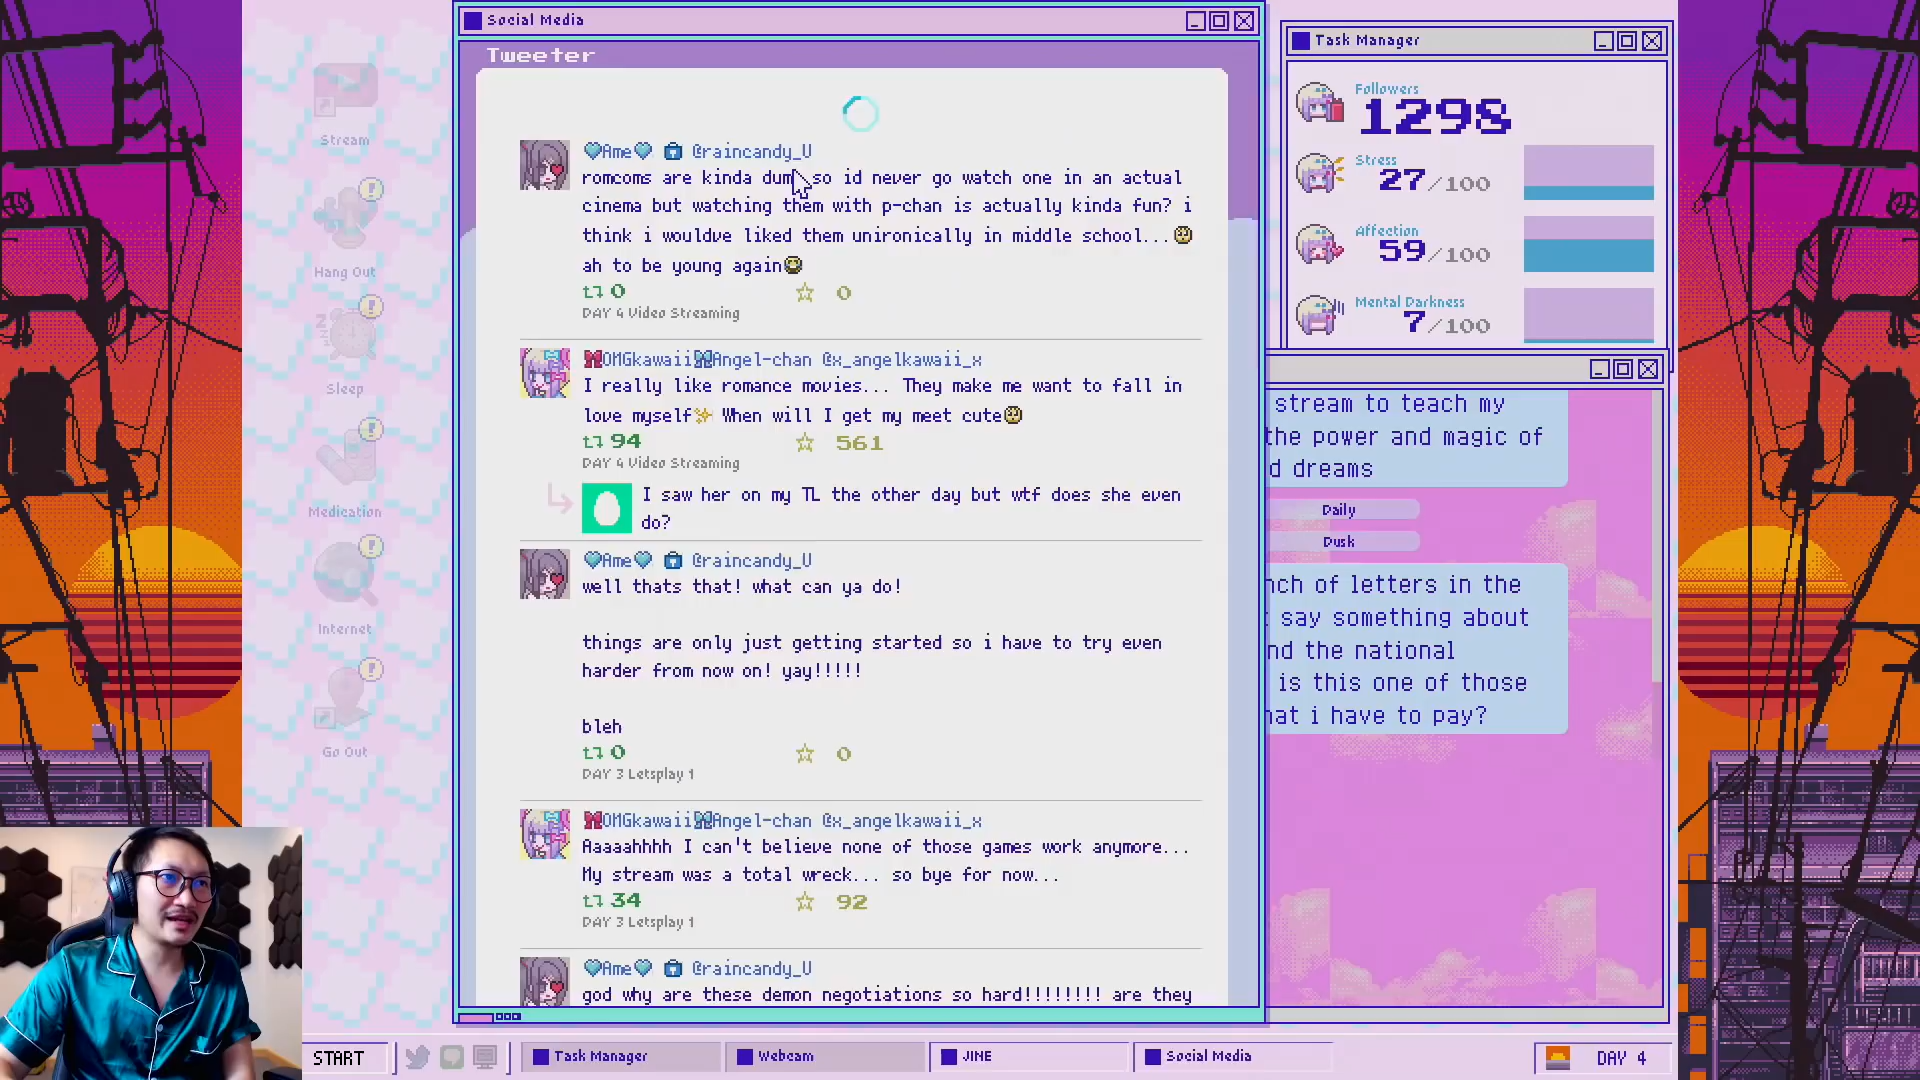 Social Media
Tweeter
Ame @raincandy_U
romcoms are kinda dum so id never go watch one in an actual
cinema but watching them with p-chan is actually kinda fun? i
think i wouldve liked them unironically in middle school...
ah to be young again
0 0
DAY 4 Video Streaming
OMGkawaii Angel-chan @x_angelkawaii_x
I really like romance movies... They make me want to fall in
love myself When will I get my meet cute
94 561
DAY 4 Video Streaming
I saw her on my TL the other day but wtf does she even
do?
Ame @raincandy_U
well thats that! what can ya do!
things are only just getting started so i have to try even
harder from now on! yay!!!!!
bleh
0 0
DAY 3 Letsplay 1
OMGkawaii Angel-chan @x_angelkawaii_x
Aaaaahhhh I can't believe none of those games work anymore...
My stream was a total wreck... so bye for now...
34 92
DAY 3 Letsplay 1
Ame @raincandy_U
god why are these demon negotiations so hard!!!!!!!! are they
Stream
Hang Out
Sleep
Medication
Internet
Go Out
Task Manager
Followers
1298
Stress
27/100
Affection
59/100
Mental Darkness
7/100
stream to teach my
the power and magic of
d dreams
Daily
Dusk
nch of letters in the
say something about
nd the national
is this one of those
hat i have to pay?
START
Task Manager
Webcam
JINE
Social Media
DAY 4